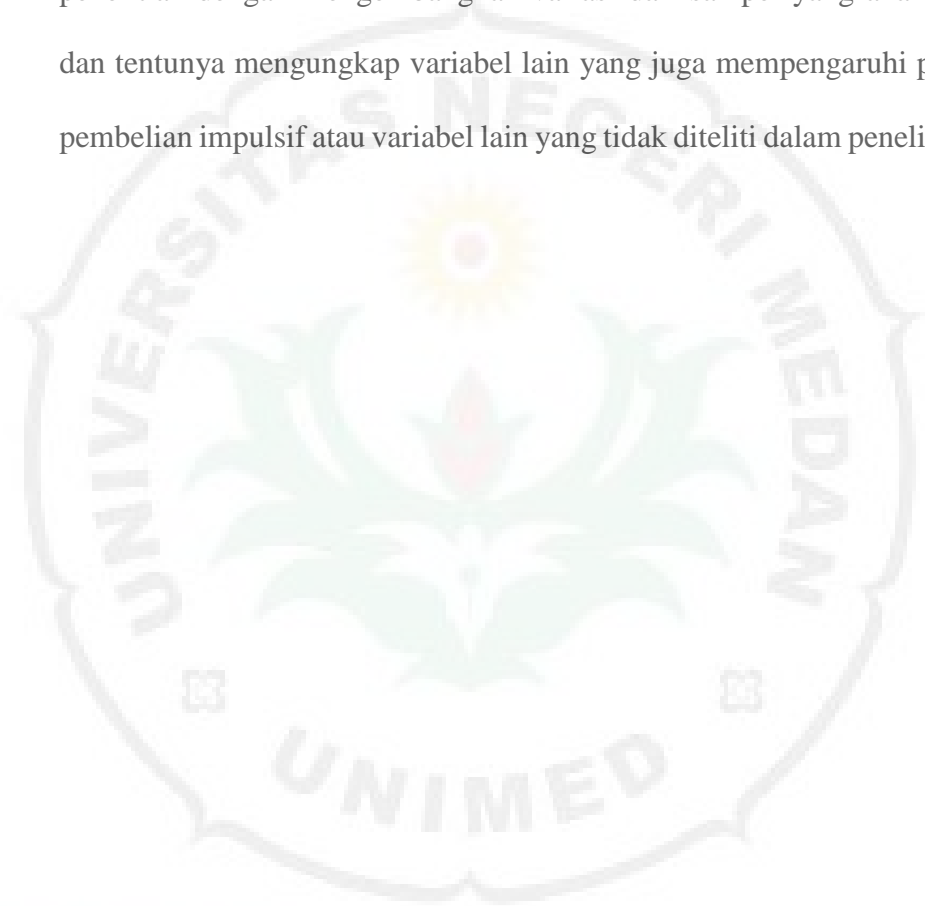 dan tentunya mengungkap variabel lain yang juga mempengaruhi
pembelian impulsif atau variabel lain yang tidak diteliti dalam
UNIVERSITAS NEGERI MEDAN
UNIMED